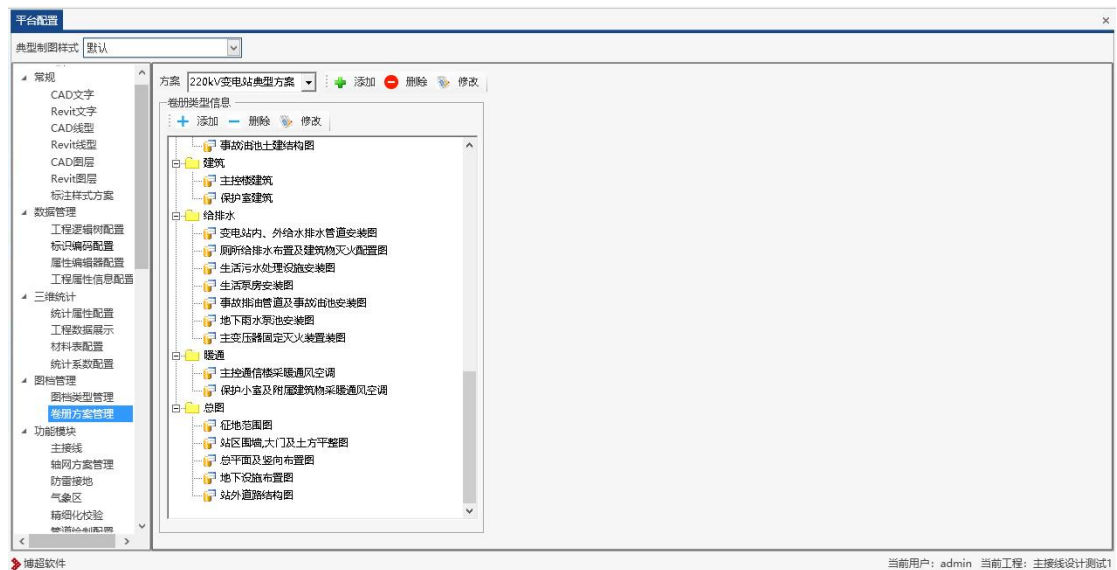 平台配置
典型制图样式 默认
常规
CAD文字
Revit文字
CAD线型
Revit线型
CAD图层
Revit图层
标注样式方案
数据管理
工程逻辑树配置
标识编码配置
属性编辑器配置
工程属性信息配置
三维统计
统计属性配置
工程数据展示
材料表配置
统计系数配置
图档管理
图档类型管理
卷册方案管理
功能模块
主接线
轴网方案管理
防雷接地
气象区
精细化校验
管道绘制配置
方案 220kV变电站典型方案 添加 删除 修改
卷册类型信息
添加 删除 修改
事故油池土建结构图
建筑
主控楼建筑
保护室建筑
给排水
变电站内、外给水排水管道安装图
厕所给排水布置及建筑物灭火配置图
生活污水处理设施安装图
生活泵房安装图
事故排油管道及事故油池安装图
地下雨水泵池安装图
主变压器固定灭火装置装图
暖通
主控通信楼采暖通风空调
保护小室及附属建筑物采暖通风空调
总图
征地范围图
站区围墙,大门及土方平整图
总平面及竖向布置图
地下设施布置图
站外道路结构图
博超软件
当前用户: admin 当前工程: 主接线设计测试1